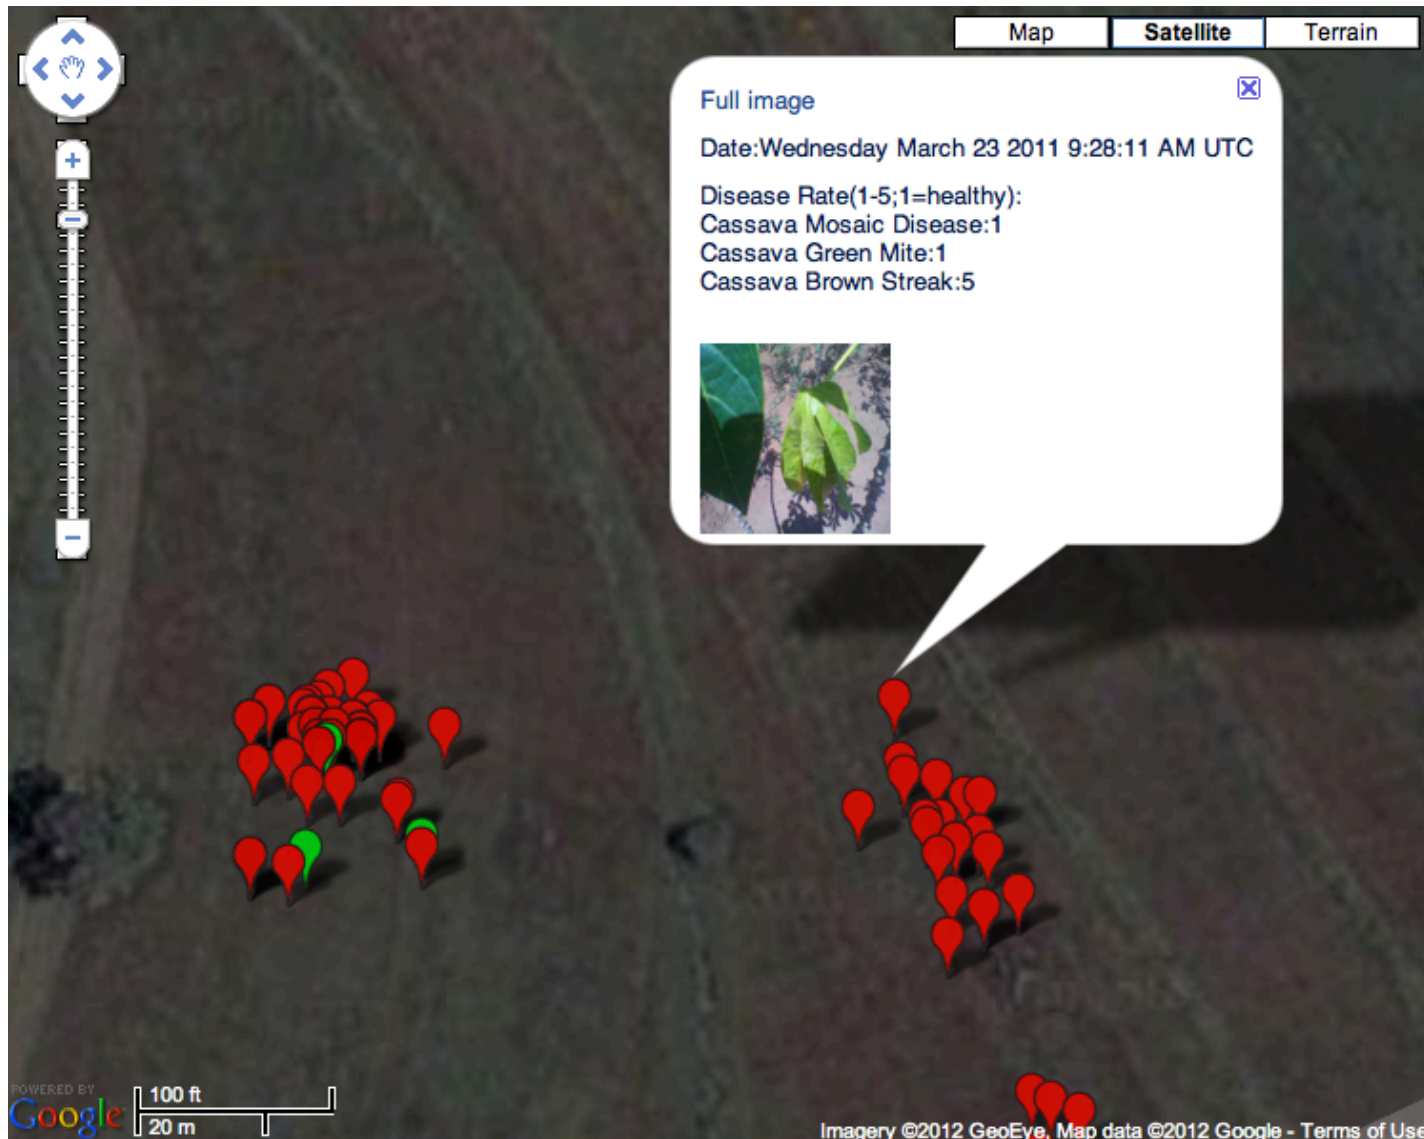 Map Satellite Terrain
Full image
Date:Wednesday March 23 2011 9:28:11 AM UTC
Disease Rate(1-5;1=healthy):
Cassava Mosaic Disease:1
Cassava Green Mite:1
Cassava Brown Streak:5
POWERED BY
Google
100 ft
20 m
Imagery ©2012 GeoEye, Map data ©2012 Google - Terms of Use